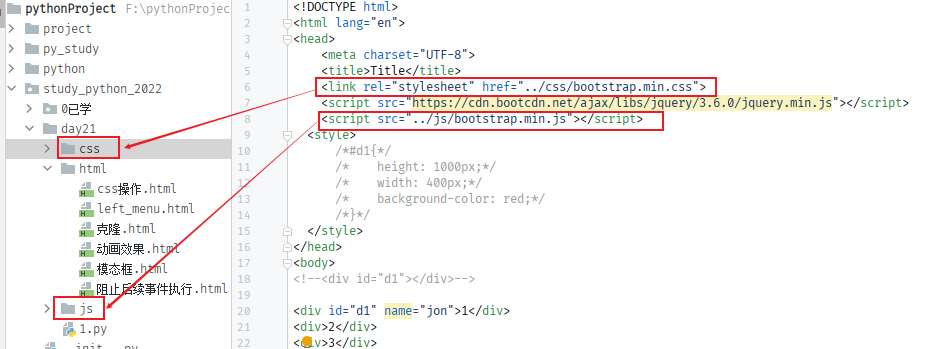 pythonProject F:\pythonProjec
project
py_study
python
study_python_2022
0已学
day21
css
html
css操作.html
left_menu.html
克隆.html
动画效果.html
模态框.html
阻止后续事件执行.html
js
1.py
__init__.py
1 <!DOCTYPE html>
2 <html lang="en">
3 <head>
4 <meta charset="UTF-8">
5 <title>Title</title>
6 <link rel="stylesheet" href="../css/bootstrap.min.css">
7 <script src="https://cdn.bootcdn.net/ajax/libs/jquery/3.6.0/jquery.min.js"></script>
8 <script src="../js/bootstrap.min.js"></script>
9 <style>
10 /*#d1{*/
11 /* height: 1000px;*/
12 /* width: 400px;*/
13 /* background-color: red;*/
14 /*}*/
15 </style>
16 </head>
17 <body>
18 <!--<div id="d1"></div>-->
19
20 <div id="d1" name="jon">1</div>
21 <div>2</div>
22 <div>3</div>